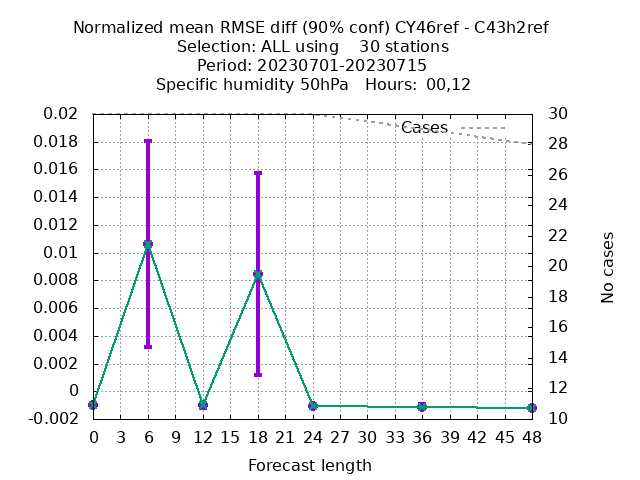 Normalized mean RMSE diff (90% conf) CY46ref - C43h2ref
Selection: ALL using    30 stations
Period: 20230701-20230715
Specific humidity 50hPa   Hours: 00,12
Cases
0.02
0.018
0.016
0.014
0.012
0.01
0.008
0.006
0.004
0.002
0
-0.002
30
28
26
24
22
20
18
16
14
12
10
No cases
0 3 6 9 12 15 18 21 24 27 30 33 36 39 42 45 48
Forecast length